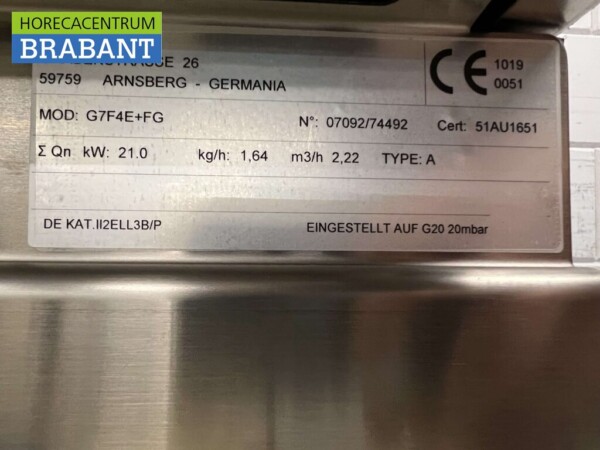 HORECACENTRUM
BRABANT
26
59759 ARNSBERG - GERMANIA
CE 1019
0051
MOD: G7F4E+FG N°: 07092/74492 Cert: 51AU1651
Σ Qn kW: 21.0 kg/h: 1,64 m3/h 2,22 TYPE: A
DE KAT.II2ELL3B/P EINGESTELLT AUF G20 20mbar